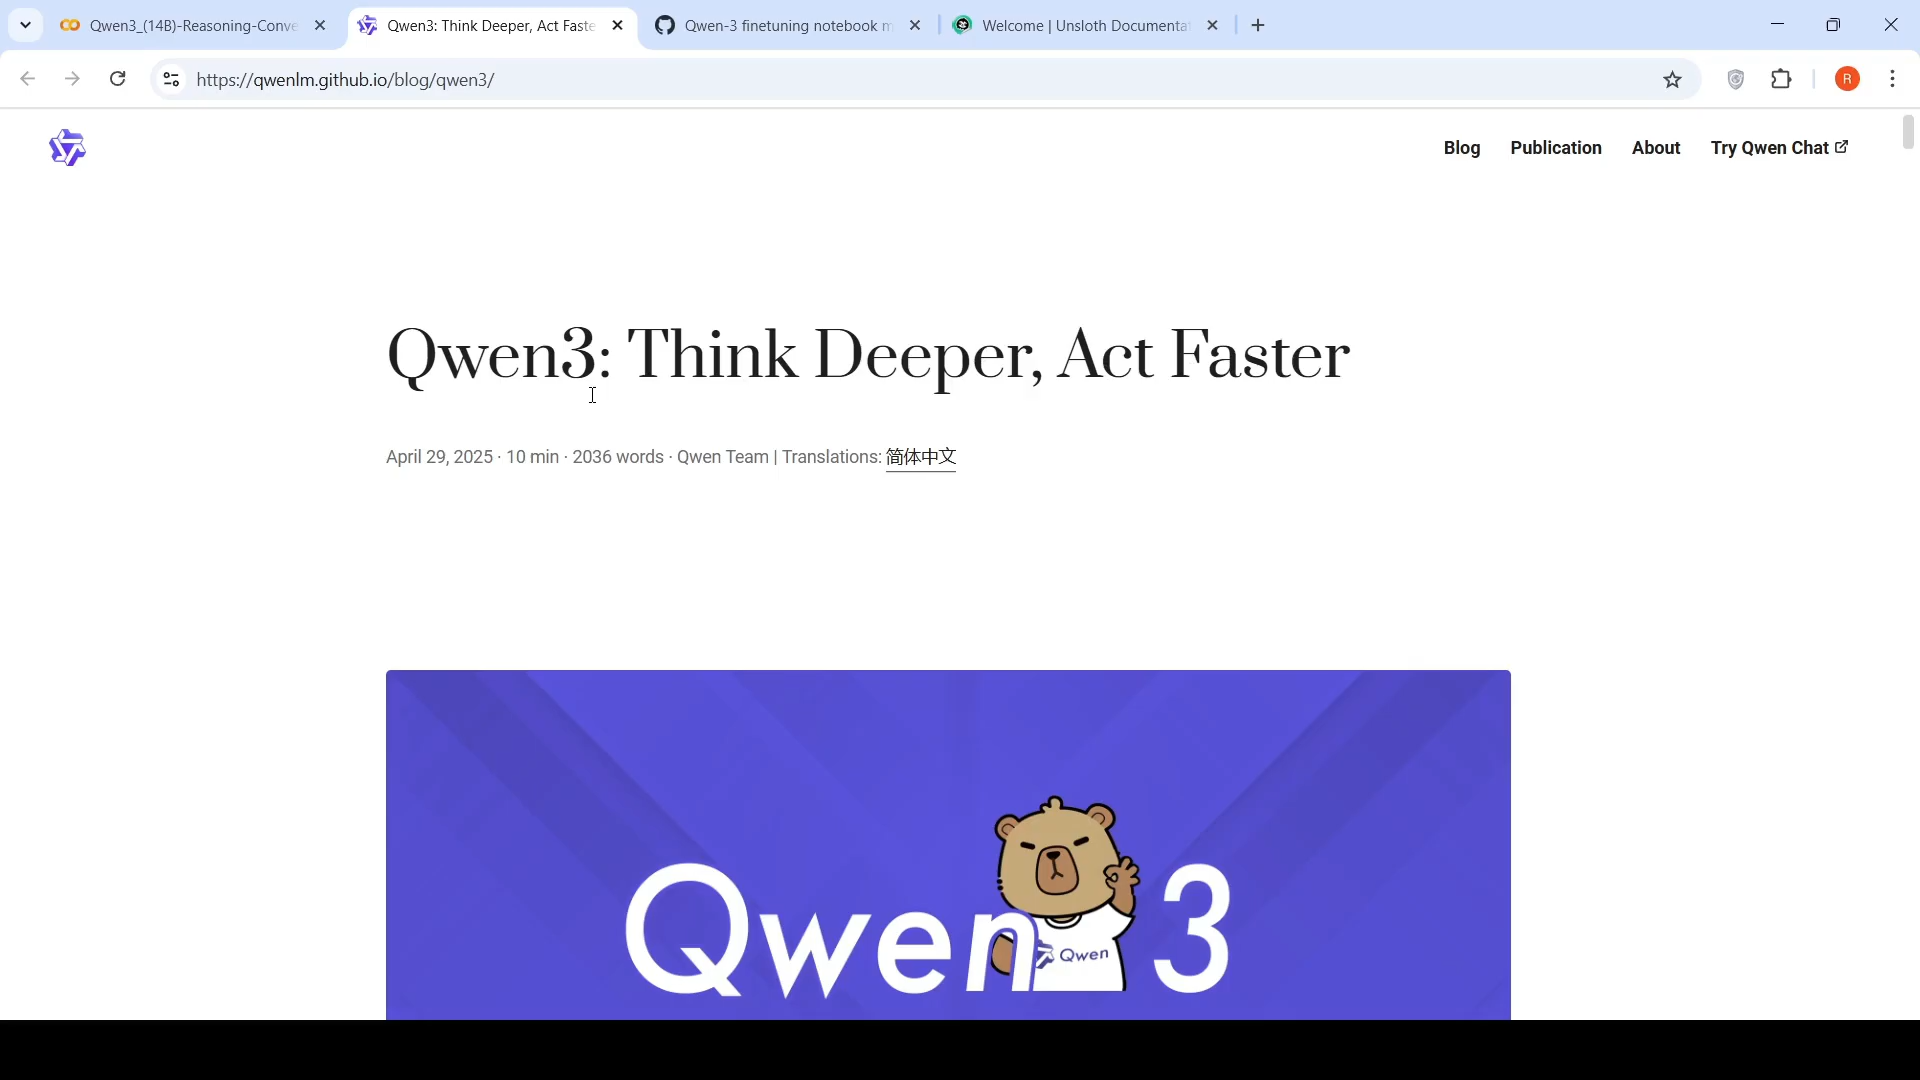 Qwen3_(14B)-Reasoning-Conve
Qwen3: Think Deeper, Act Faste
Qwen-3 finetuning notebook m
Welcome | Unsloth Documenta
https://qwenlm.github.io/blog/qwen3/
R
Blog
Publication
About
Try Qwen Chat
Qwen3: Think Deeper, Act Faster
April 29, 2025 · 10 min · 2036 words · Qwen Team | Translations: 简体中文
Qwen 3
Qwen